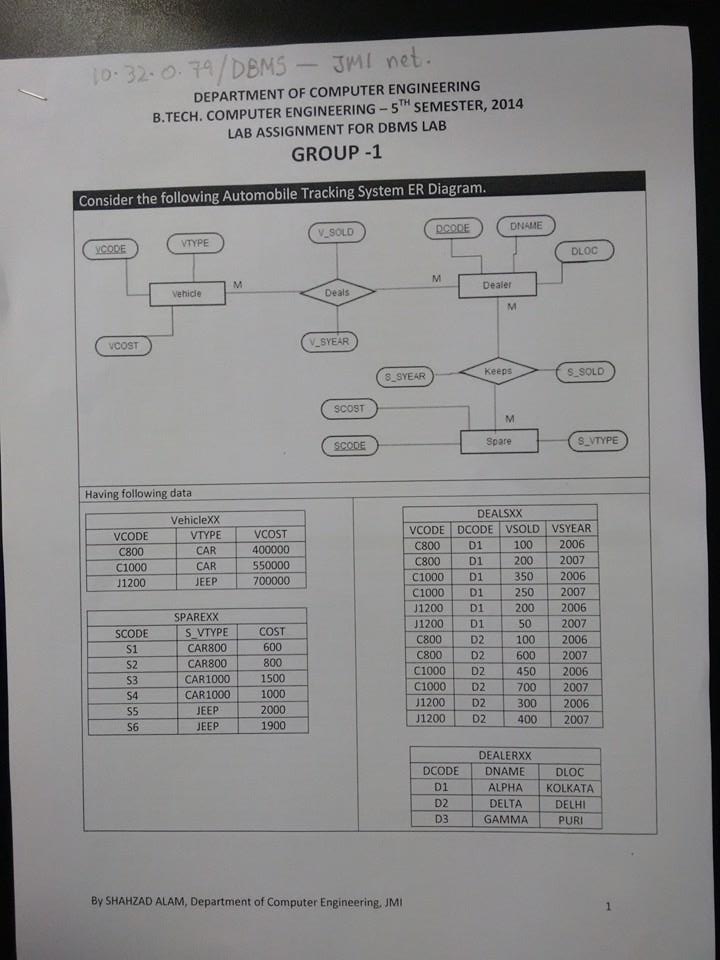 10.32.0.79/DBMS — JMI net.
DEPARTMENT OF COMPUTER ENGINEERING
B.TECH. COMPUTER ENGINEERING – 5TH SEMESTER, 2014
LAB ASSIGNMENT FOR DBMS LAB
GROUP -1
Consider the following Automobile Tracking System ER Diagram.
VCODE
VTYPE
V_SOLD
DCODE
DNAME
DLOC
Vehicle
M
Deals
M
Dealer
M
VCOST
V_SYEAR
S_SYEAR
Keeps
S_SOLD
SCOST
M
SCODE
Spare
S_VTYPE
Having following data
VehicleXX
VCODE VTYPE VCOST
C800 CAR 400000
C1000 CAR 550000
J1200 JEEP 700000
SPAREXX
SCODE S_VTYPE COST
S1 CAR800 600
S2 CAR800 800
S3 CAR1000 1500
S4 CAR1000 1000
S5 JEEP 2000
S6 JEEP 1900
DEALSXX
VCODE DCODE VSOLD VSYEAR
C800 D1 100 2006
C800 D1 200 2007
C1000 D1 350 2006
C1000 D1 250 2007
J1200 D1 200 2006
J1200 D1 50 2007
C800 D2 100 2006
C800 D2 600 2007
C1000 D2 450 2006
C1000 D2 700 2007
J1200 D2 300 2006
J1200 D2 400 2007
DEALERXX
DCODE DNAME DLOC
D1 ALPHA KOLKATA
D2 DELTA DELHI
D3 GAMMA PURI
By SHAHZAD ALAM, Department of Computer Engineering, JMI
1